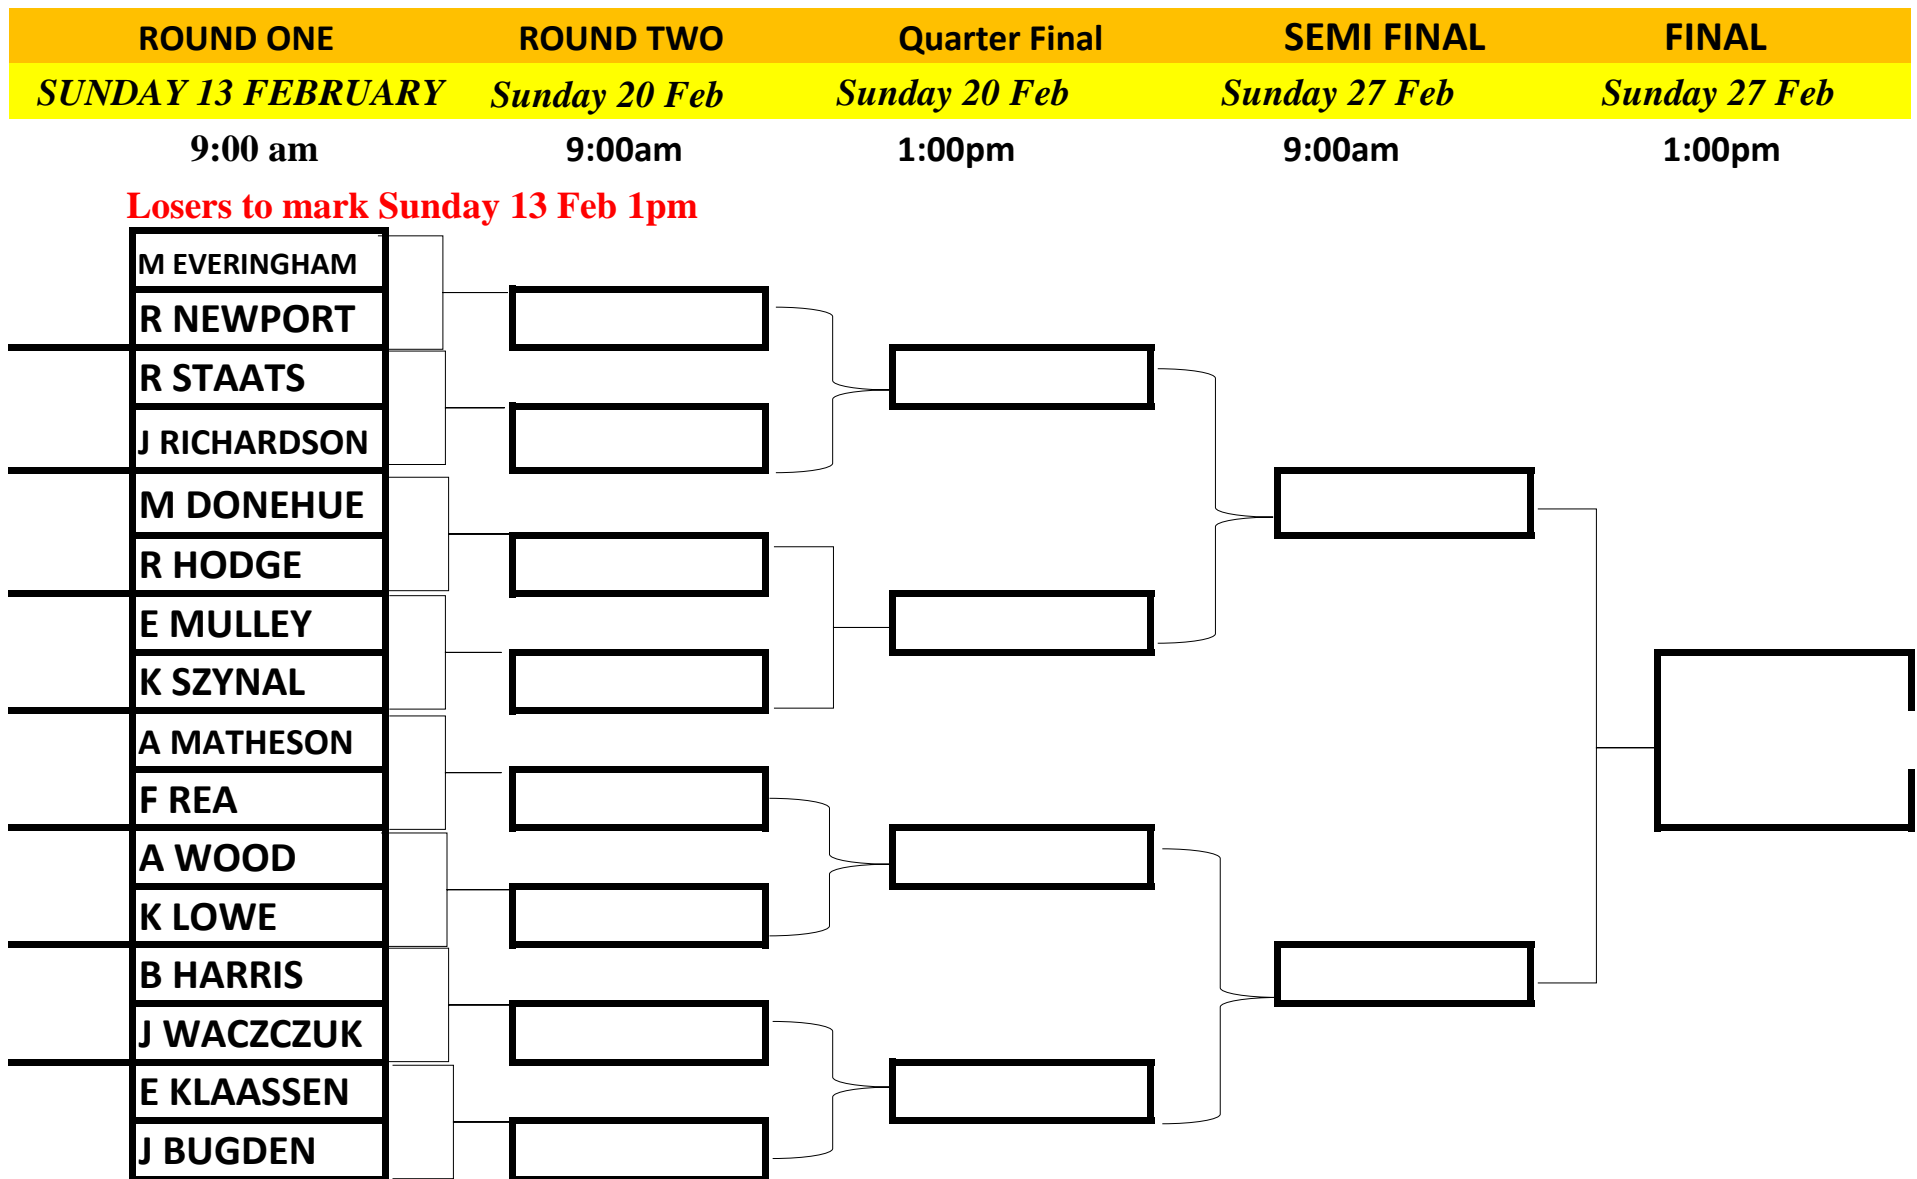 ROUND ONE ROUND TWO Quarter Final SEMI FINAL FINAL
SUNDAY 13 FEBRUARY Sunday 20 Feb Sunday 20 Feb Sunday 27 Feb Sunday 27 Feb
9:00 am 9:00am 1:00pm 9:00am 1:00pm
Losers to mark Sunday 13 Feb 1pm
M EVERINGHAM
R NEWPORT
R STAATS
J RICHARDSON
M DONEHUE
R HODGE
E MULLEY
K SZYNAL
A MATHESON
F REA
A WOOD
K LOWE
B HARRIS
J WACZCZUK
E KLAASSEN
J BUGDEN